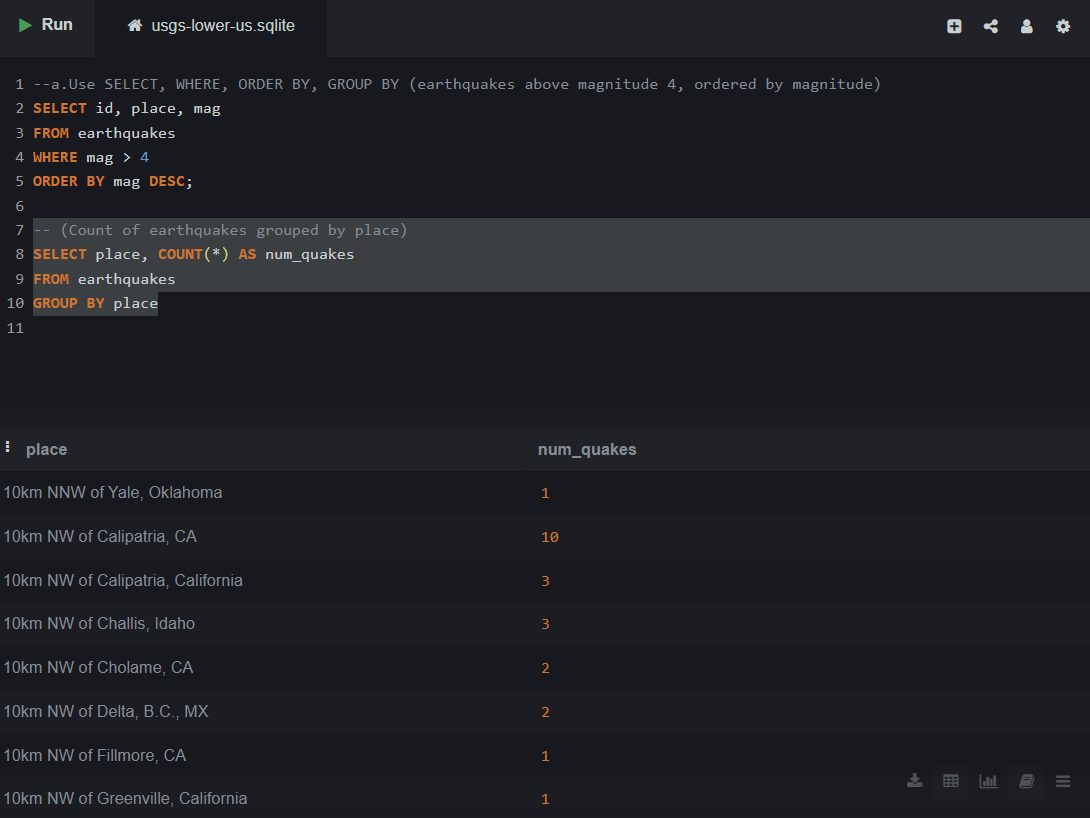 Run usgs-lower-us.sqlite
1 --a.Use SELECT, WHERE, ORDER BY, GROUP BY (earthquakes above magnitude 4, ordered by magnitude)
2 SELECT id, place, mag
3 FROM earthquakes
4 WHERE mag > 4
5 ORDER BY mag DESC;
6
7 -- (Count of earthquakes grouped by place)
8 SELECT place, COUNT(*) AS num_quakes
9 FROM earthquakes
10 GROUP BY place
11
place num_quakes
10km NNW of Yale, Oklahoma 1
10km NW of Calipatria, CA 10
10km NW of Calipatria, California 3
10km NW of Challis, Idaho 3
10km NW of Cholame, CA 2
10km NW of Delta, B.C., MX 2
10km NW of Fillmore, CA 1
10km NW of Greenville, California 1